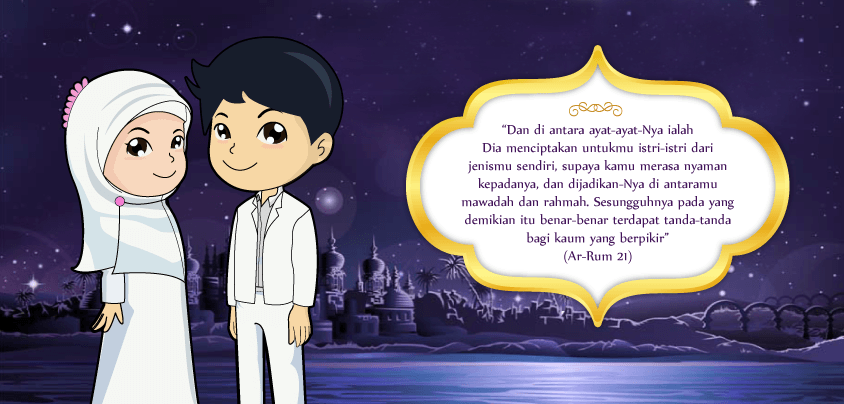 “Dan di antara ayat-ayat-Nya ialah
Dia menciptakan untukmu istri-istri dari
jenismu sendiri, supaya kamu merasa nyaman
kepadanya, dan dijadikan-Nya di antaramu
mawadah dan rahmah. Sesungguhnya pada yang
demikian itu benar-benar terdapat tanda-tanda
bagi kaum yang berpikir”
(Ar-Rum 21)